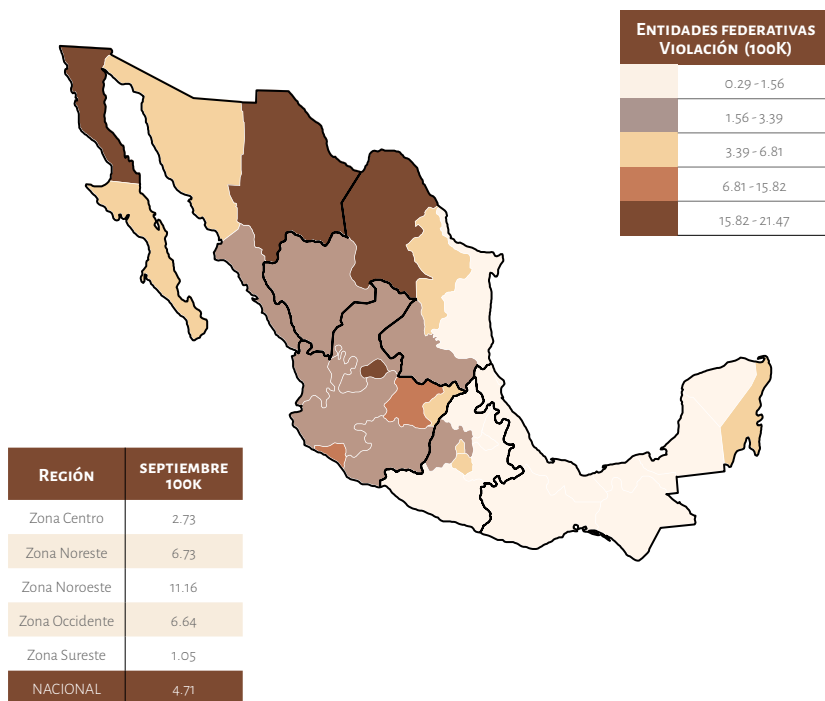 Entidades federativas
Violación (100K)
0.29 - 1.56
1.56 - 3.39
3.39 - 6.81
6.81 - 15.82
15.82 - 21.47
Región
septiembre
100k
Zona Centro 2.73
Zona Noreste 6.73
Zona Noroeste 11.16
Zona Occidente 6.64
Zona Sureste 1.05
NACIONAL 4.71